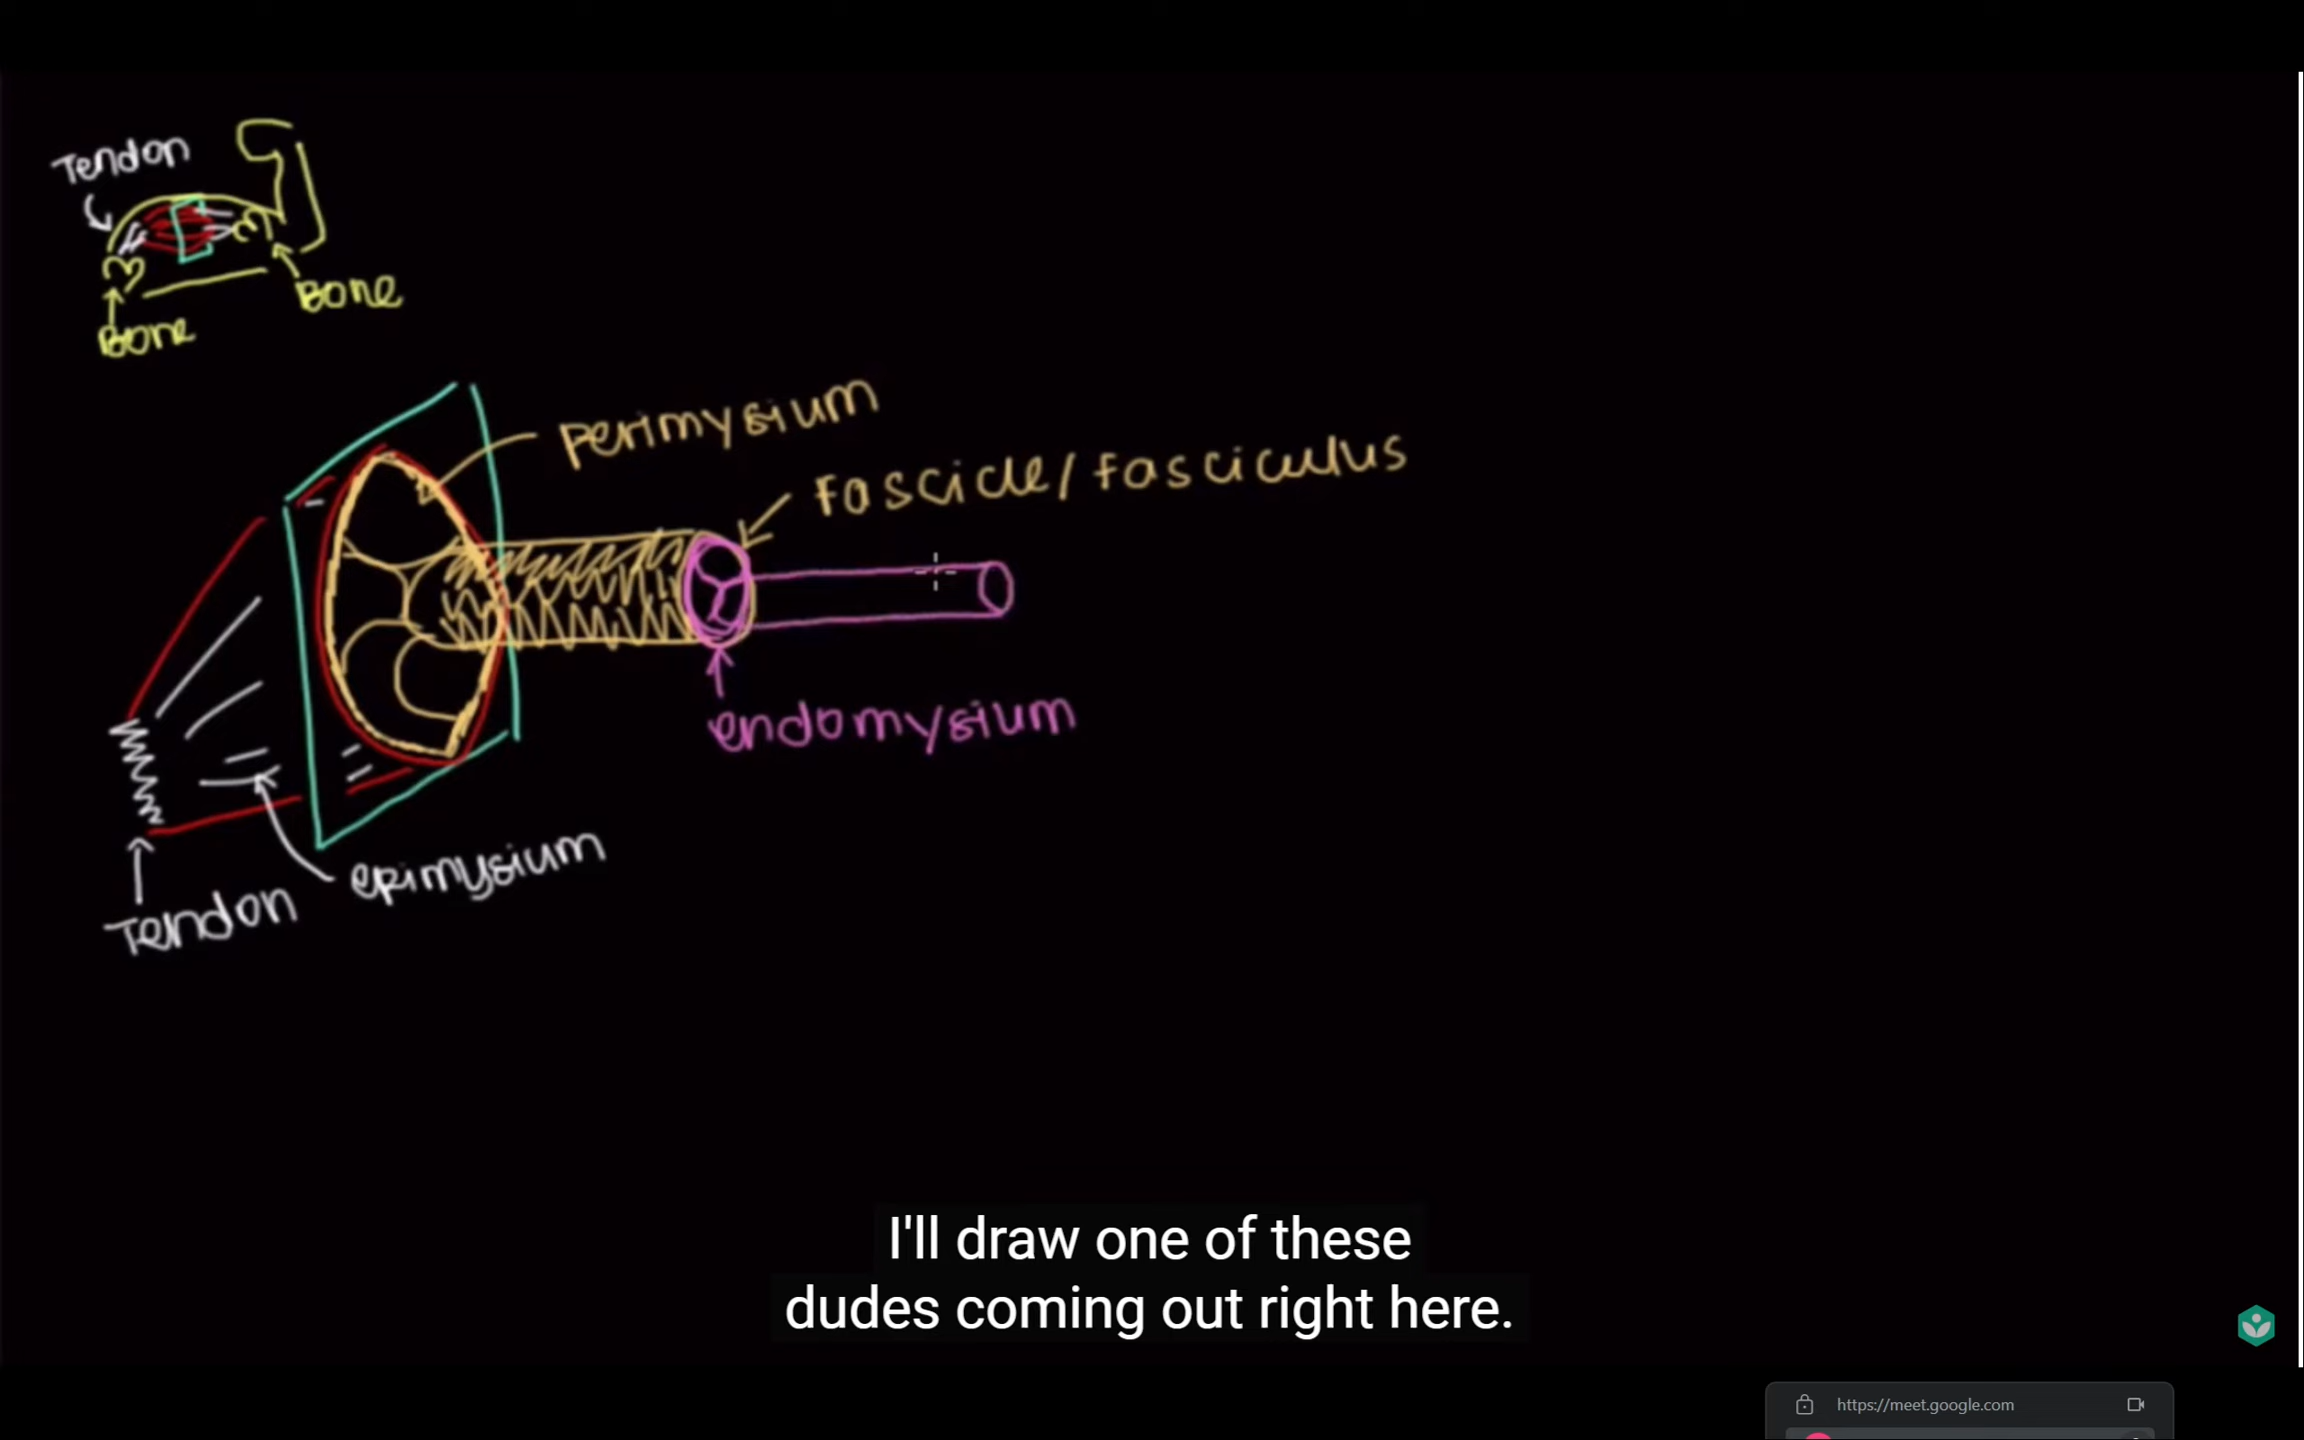 Tendon
Bone
Bone
Perimysium
Fascicle/fasciculus
endomysium
epimysium
Tendon
I'll draw one of these
dudes coming out right here.
https://meet.google.com